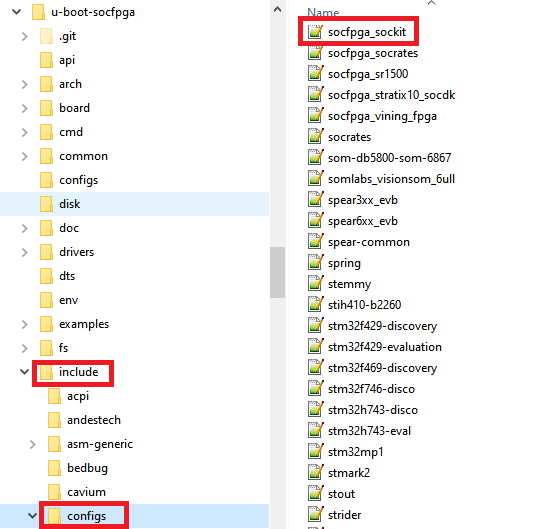 u-boot-socfpga
.git
api
arch
board
cmd
common
configs
disk
doc
drivers
dts
env
examples
fs
include
acpi
andestech
asm-generic
bedbug
cavium
configs
Name
socfpga_sockit
socfpga_socrates
socfpga_sr1500
socfpga_stratix10_socdk
socfpga_vining_fpga
socrates
som-db5800-som-6867
somlabs_visionsom_6ull
spear3xx_evb
spear6xx_evb
spear-common
spring
stemmy
stih410-b2260
stm32f429-discovery
stm32f429-evaluation
stm32f469-discovery
stm32f746-disco
stm32h743-disco
stm32h743-eval
stm32mp1
stmark2
stout
strider